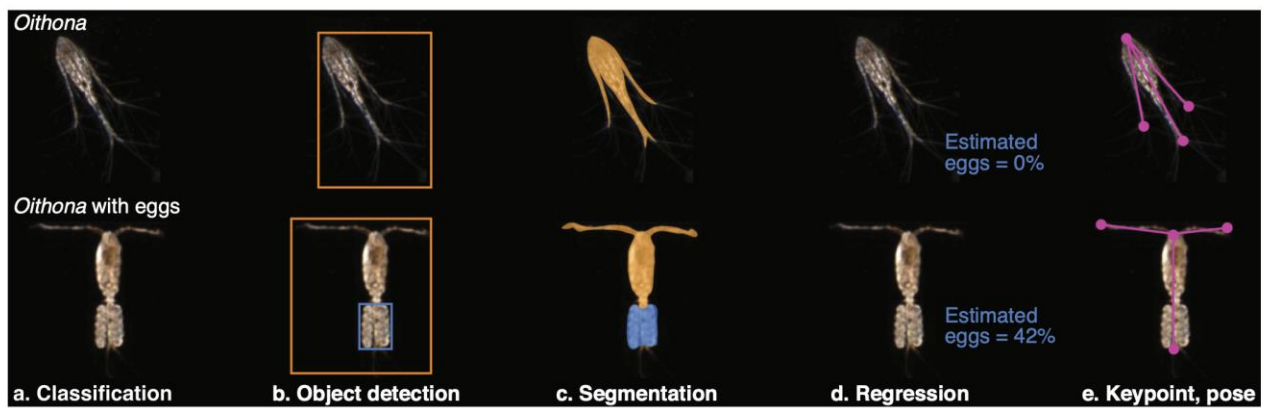 Oithona
Estimated
eggs = 0%
Oithona with eggs
Estimated
eggs = 42%
a. Classification
b. Object detection
c. Segmentation
d. Regression
e. Keypoint, pose